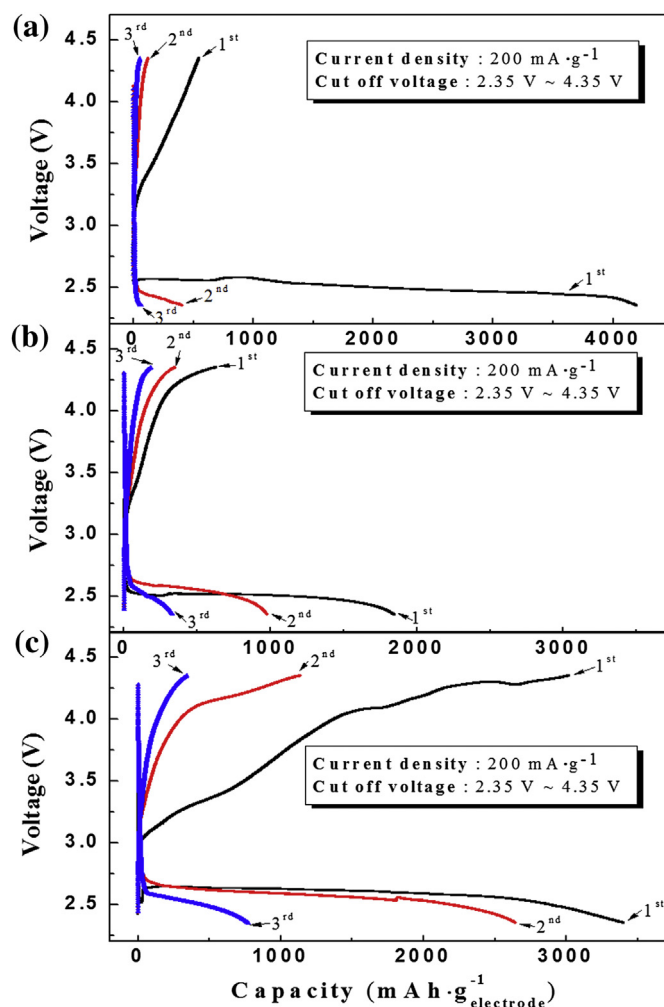 (a)
4.5
4.0
3.5
3.0
2.5
Voltage (V)
3rd
2nd
1st
Current density : 200 mA·g-1
Cut off voltage : 2.35 V ~ 4.35 V
1st
2nd
3rd
0 1000 2000 3000 4000
(b)
4.5
4.0
3.5
3.0
2.5
Voltage (V)
3rd
2nd
1st
Current density : 200 mA·g-1
Cut off voltage : 2.35 V ~ 4.35 V
3rd
2nd
1st
0 1000 2000 3000
(c)
4.5
4.0
3.5
3.0
2.5
Voltage (V)
3rd
2nd
1st
Current density : 200 mA·g-1
Cut off voltage : 2.35 V ~ 4.35 V
1st
2nd
3rd
0 1000 2000 3000
Capacity (mAh·g-1electrode)